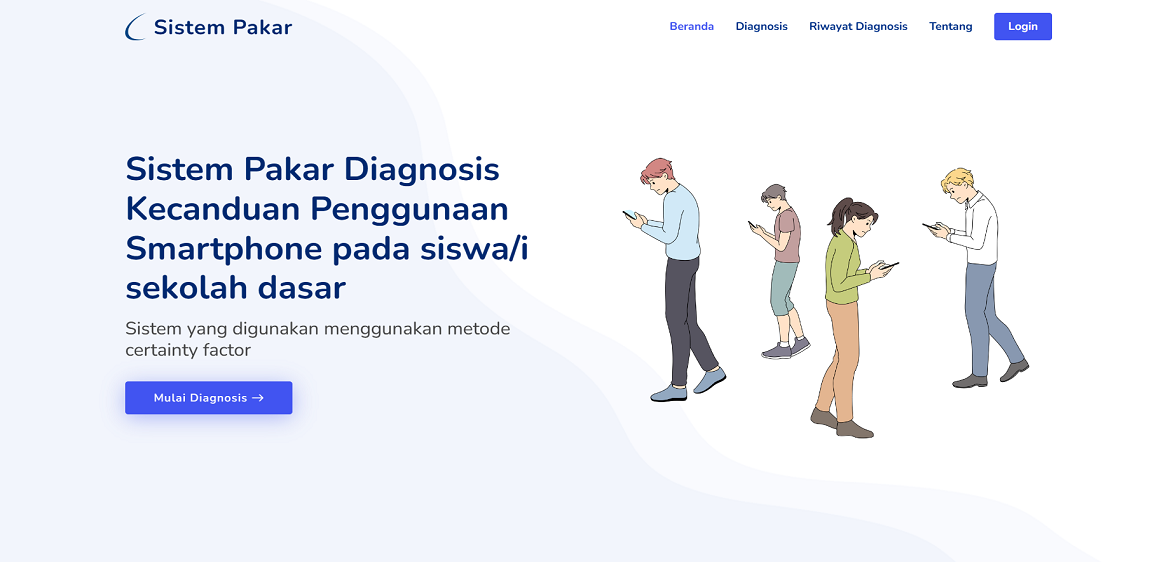 Sistem Pakar
Beranda
Diagnosis
Riwayat Diagnosis
Tentang
Login
Sistem Pakar Diagnosis
Kecanduan Penggunaan
Smartphone pada siswa/i
sekolah dasar
Sistem yang digunakan menggunakan metode
certainty factor
Mulai Diagnosis →